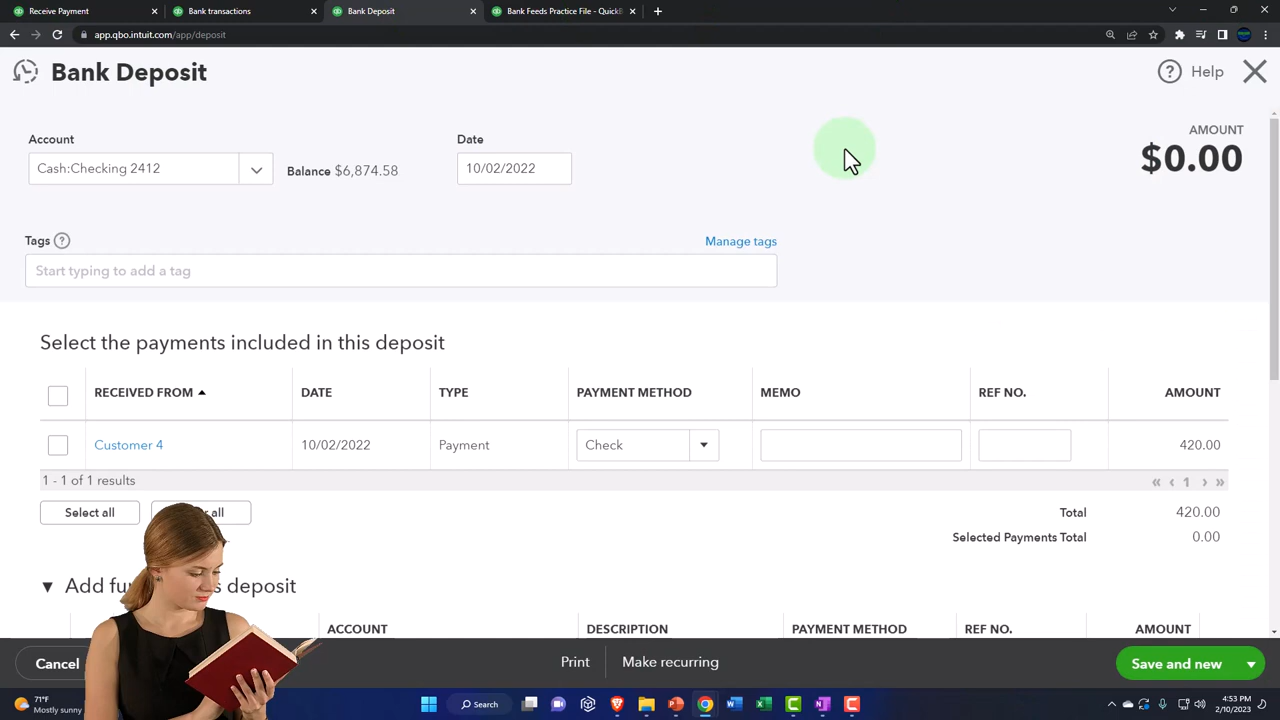 Receive Payment
Bank transactions
Bank Deposit
Bank Feeds Practice File - QuickB
app.qbo.intuit.com/app/deposit
Bank Deposit
Help
Account
Date
AMOUNT
Cash:Checking 2412
Balance $6,874.58
10/02/2022
$0.00
Tags
Manage tags
Start typing to add a tag
Select the payments included in this deposit
RECEIVED FROM
DATE
TYPE
PAYMENT METHOD
MEMO
REF NO.
AMOUNT
Customer 4
10/02/2022
Payment
Check
420.00
1 - 1 of 1 results
« ‹ 1 › »
Select all
all
Total
420.00
Selected Payments Total
0.00
Add deposit
ACCOUNT
DESCRIPTION
PAYMENT METHOD
REF NO.
AMOUNT
Cancel
Print
Make recurring
Save and new
71°F
Mostly sunny
Search
4:53 PM
2/10/2023